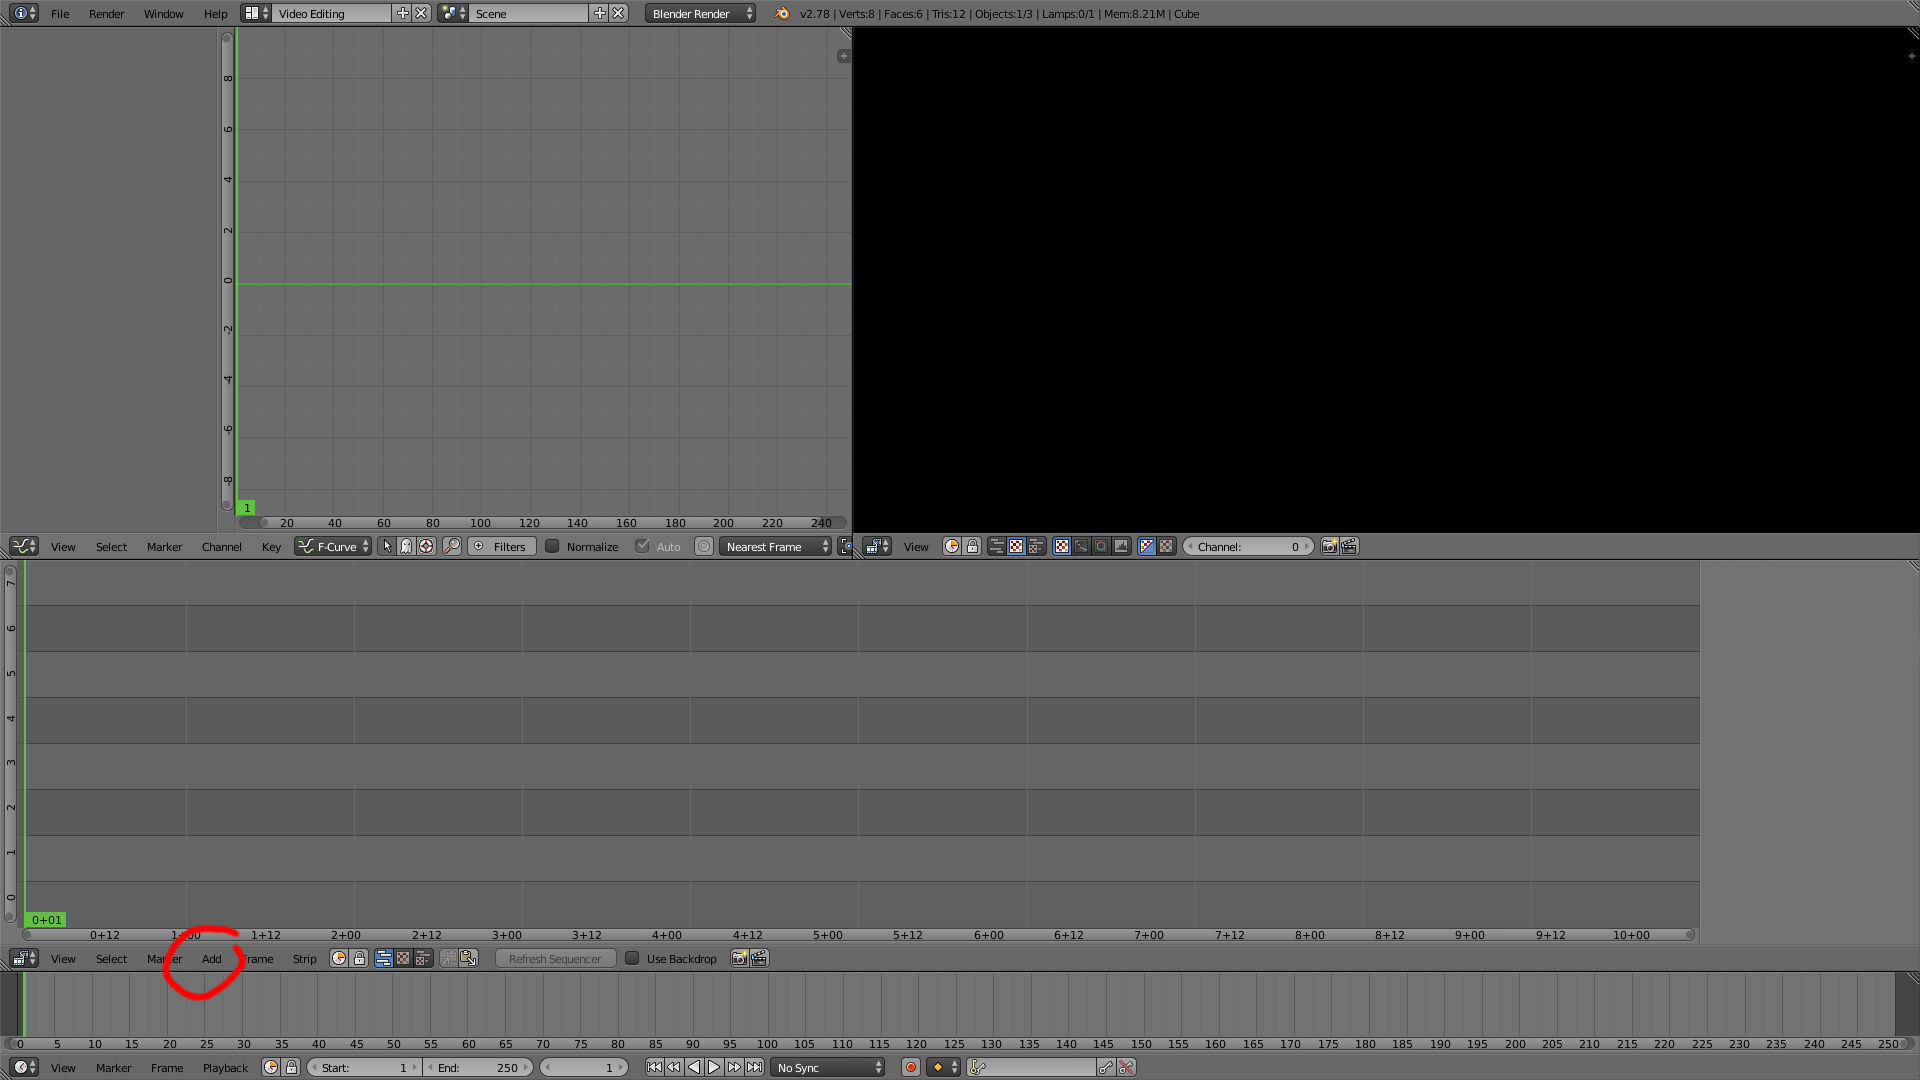 File Render Window Help Video Editing Scene Blender Render v2.78 | Verts:8 | Faces:6 | Tris:12 | Objects:1/3 | Lamps:0/1 | Mem:8.21M | Cube
8
6
4
2
0
-2
-4
-6
-8
1
20 40 60 80 100 120 140 160 180 200 220 240
View Select Marker Channel Key F-Curve Filters Normalize Auto Nearest Frame
View Channel: 0
7
6
5
4
3
2
1
0
0+01
0+12 1+00 1+12 2+00 2+12 3+00 3+12 4+00 4+12 5+00 5+12 6+00 6+12 7+00 7+12 8+00 8+12 9+00 9+12 10+00
View Select Marker Add Frame Strip Refresh Sequencer Use Backdrop
0 5 10 15 20 25 30 35 40 45 50 55 60 65 70 75 80 85 90 95 100 105 110 115 120 125 130 135 140 145 150 155 160 165 170 175 180 185 190 195 200 205 210 215 220 225 230 235 240 245 250
View Marker Frame Playback Start: 1 End: 250 1 No Sync